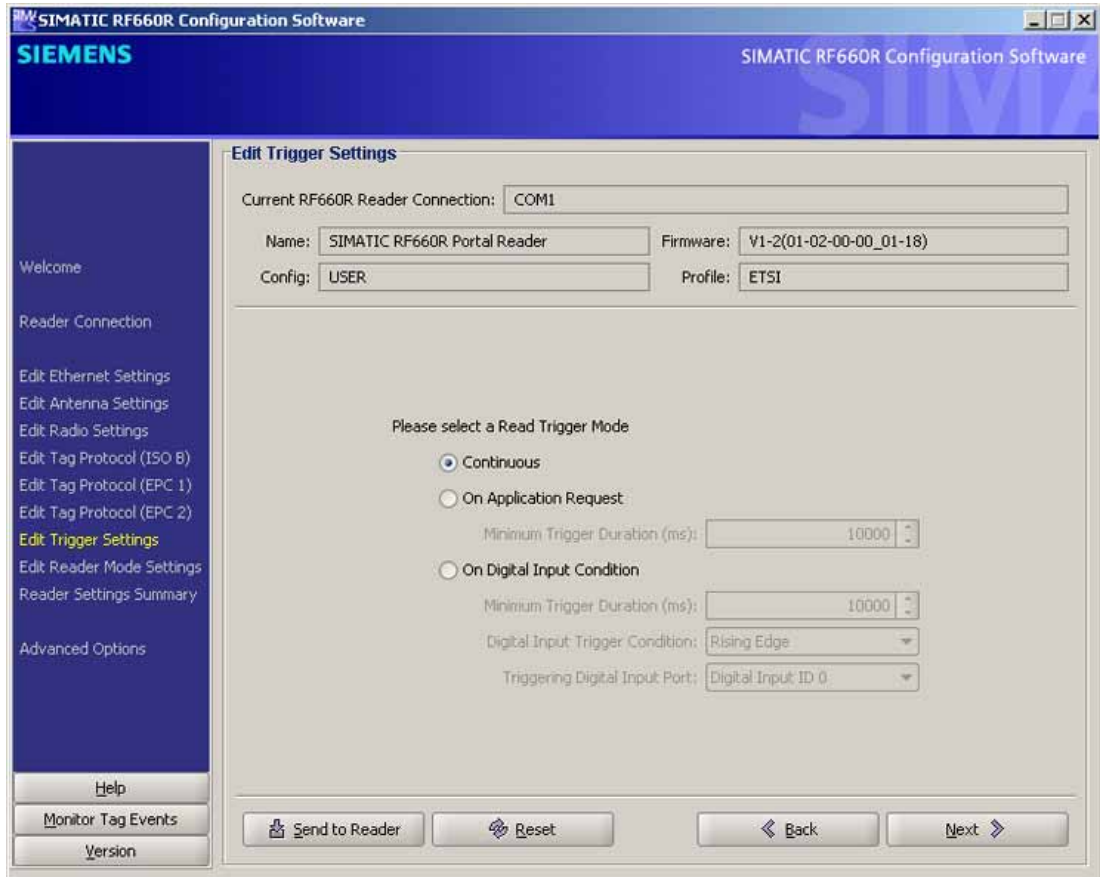 SIMATIC RF660R Configuration Software
SIEMENS
SIMATIC RF660R Configuration Software
SIMA
Welcome
Reader Connection
Edit Ethernet Settings
Edit Antenna Settings
Edit Radio Settings
Edit Tag Protocol (ISO B)
Edit Tag Protocol (EPC 1)
Edit Tag Protocol (EPC 2)
Edit Trigger Settings
Edit Reader Mode Settings
Reader Settings Summary
Advanced Options
Help
Monitor Tag Events
Version
Edit Trigger Settings
Current RF660R Reader Connection: COM1
Name: SIMATIC RF660R Portal Reader Firmware: V1-2(01-02-00-00_01-18)
Config: USER Profile: ETSI
Please select a Read Trigger Mode
Continuous
On Application Request
Minimum Trigger Duration (ms): 10000
On Digital Input Condition
Minimum Trigger Duration (ms): 10000
Digital Input Trigger Condition: Rising Edge
Triggering Digital Input Port: Digital Input ID 0
Send to Reader Reset Back Next